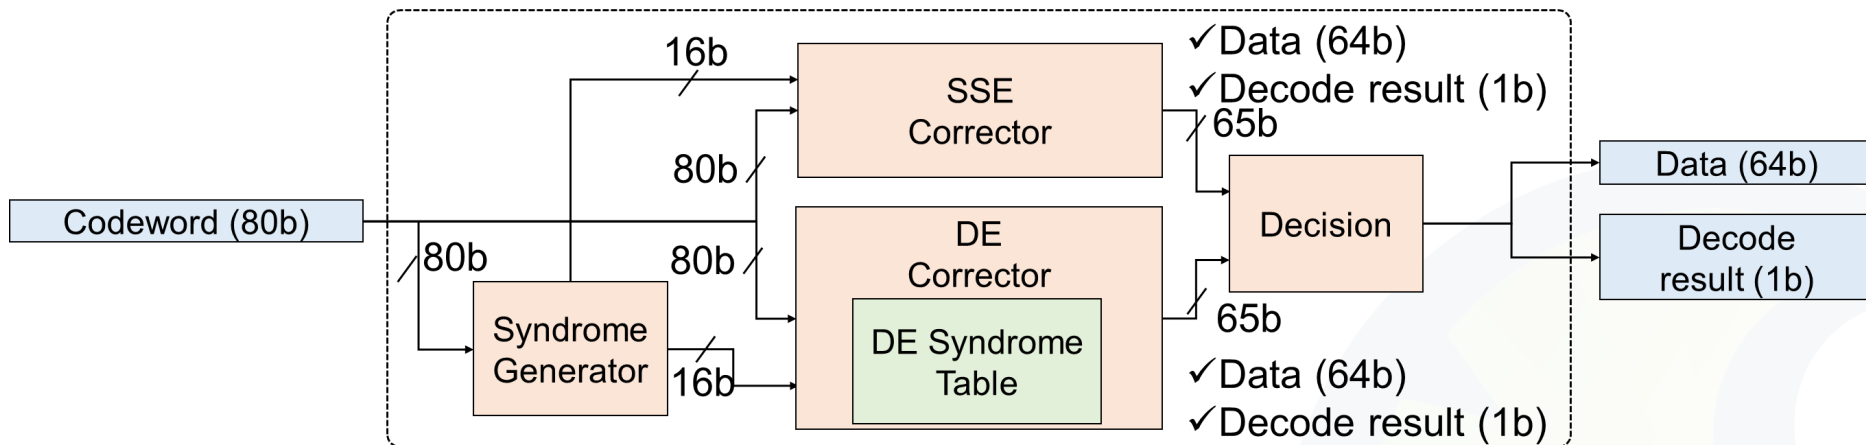 16b
✓Data (64b)
✓Decode result (1b)
SSE
Corrector
65b
80b
Data (64b)
Codeword (80b)
Decision
80b
80b
DE
Corrector
Decode
result (1b)
Syndrome
Generator
65b
DE Syndrome
Table
16b
✓Data (64b)
✓Decode result (1b)